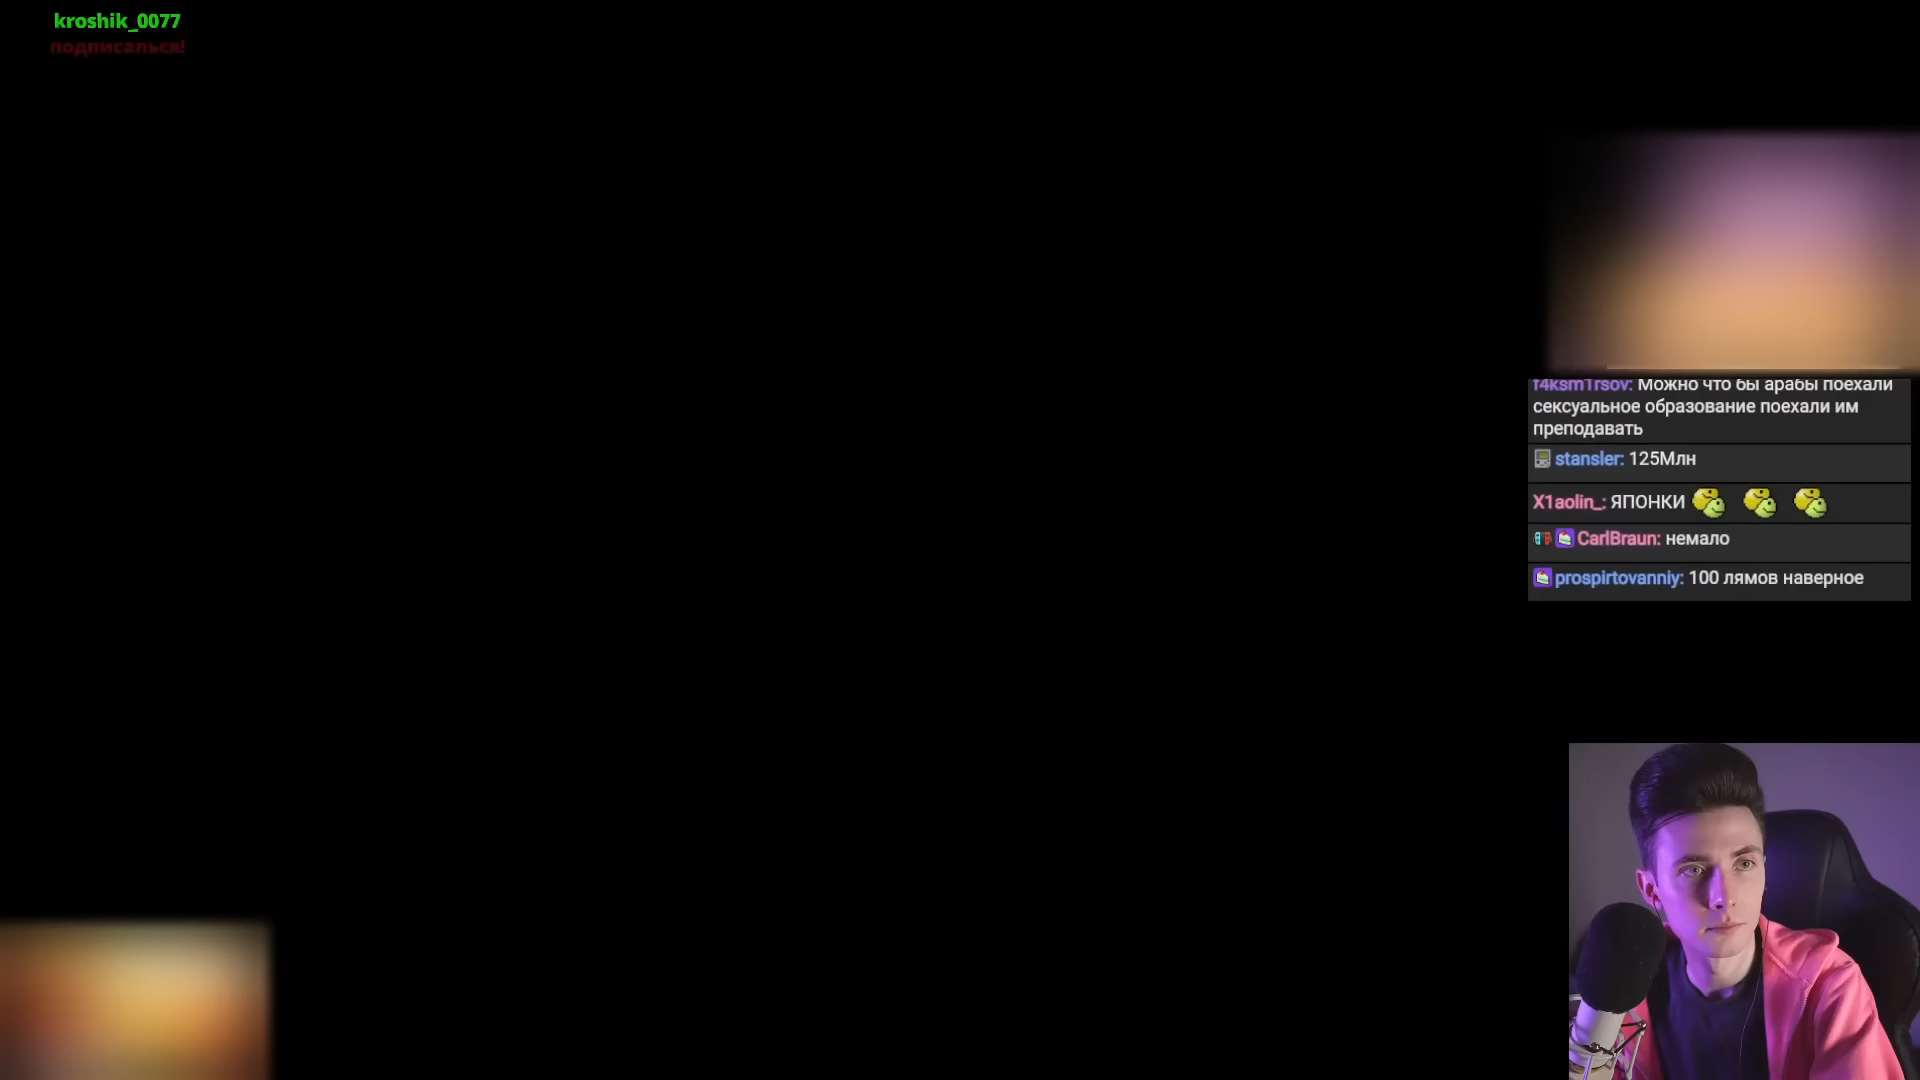 kroshik_0077
подписалься!
f4ksm1rsov: Можно что бы арабы поехали
сексуальное образование поехали им
преподавать
stansler: 125Млн
X1aolin_: ЯПОНКИ
CarlBraun: немало
prospirtovanniy: 100 лямов наверное